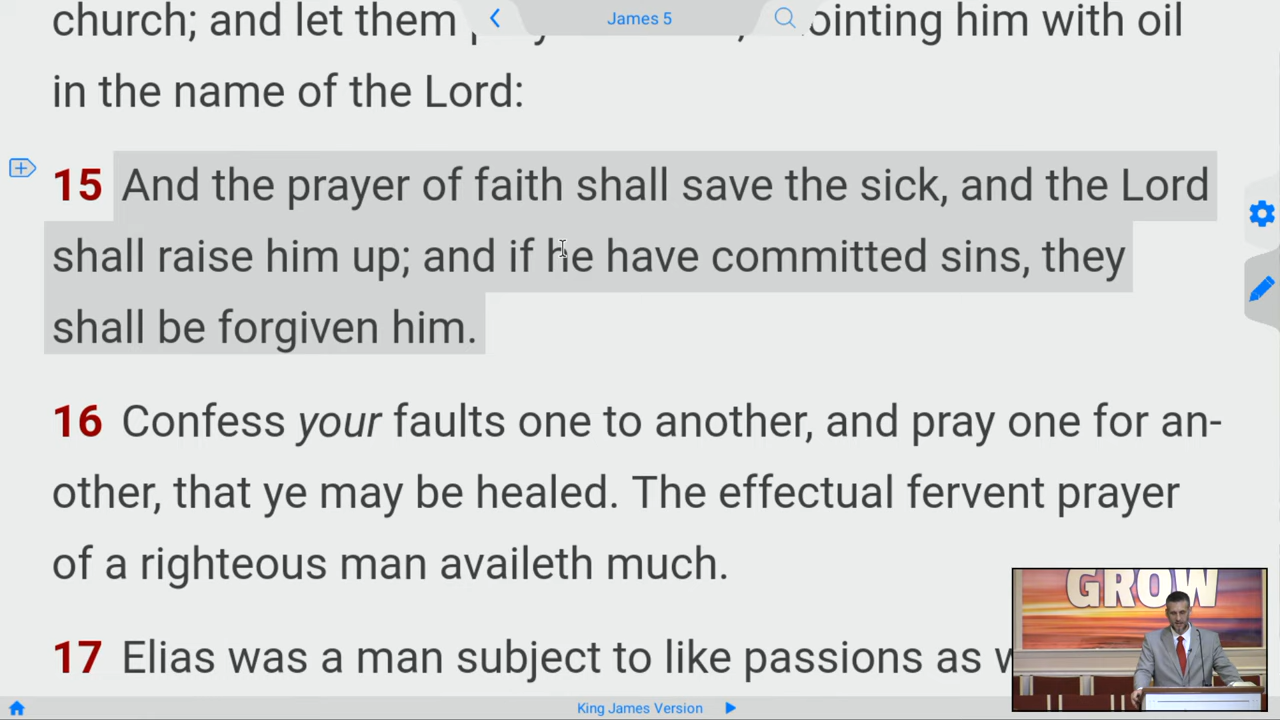 James 5
church; and let them ointing him with oil
in the name of the Lord:
15 And the prayer of faith shall save the sick, and the Lord
shall raise him up; and if he have committed sins, they
shall be forgiven him.
16 Confess your faults one to another, and pray one for an-
other, that ye may be healed. The effectual fervent prayer
of a righteous man availeth much.
GROW
17 Elias was a man subject to like passions as
King James Version